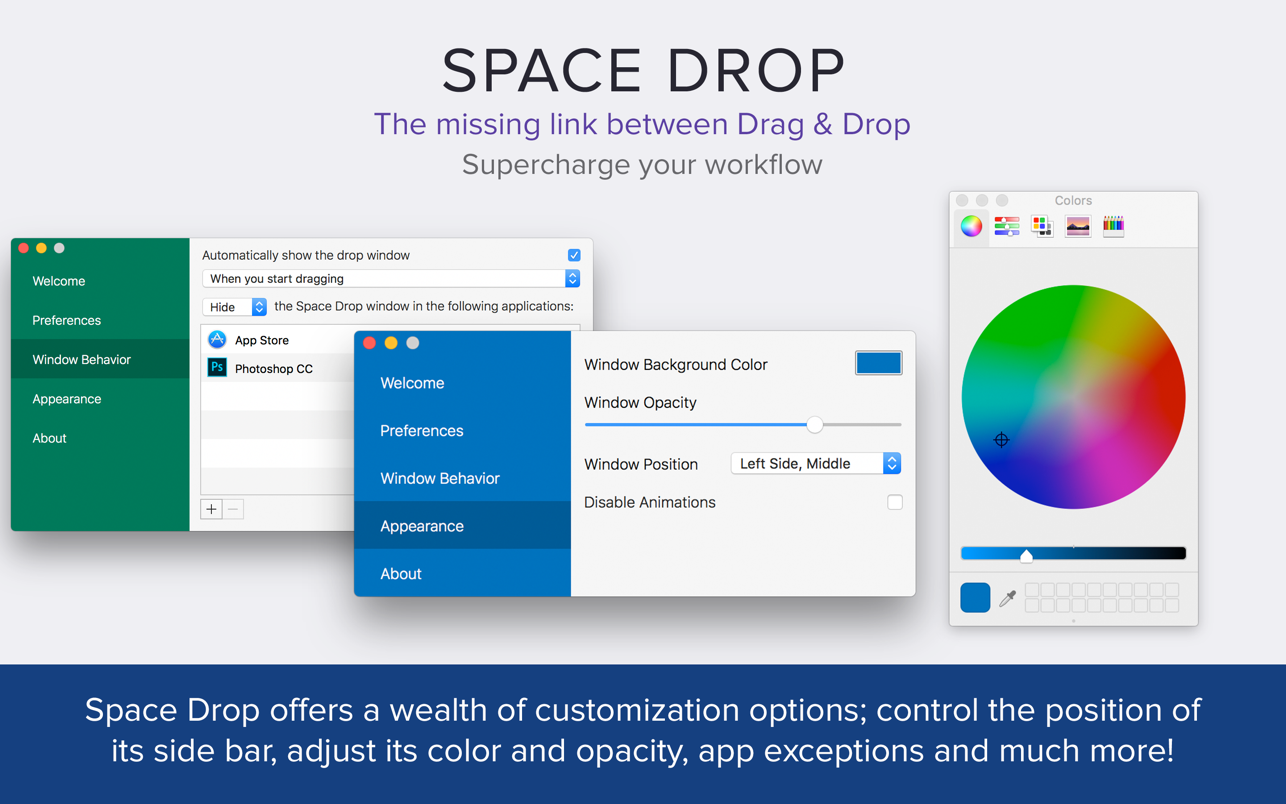 SPACE DROP
The missing link between Drag & Drop
Supercharge your workflow
Welcome
Preferences
Window Behavior
Appearance
About
Automatically show the drop window
When you start dragging
Hide the Space Drop window in the following applications:
App Store
Ps Photoshop CC
Welcome
Preferences
Window Behavior
Appearance
About
Window Background Color
Window Opacity
Window Position Left Side, Middle
Disable Animations
Colors
Space Drop offers a wealth of customization options; control the position of
its side bar, adjust its color and opacity, app exceptions and much more!